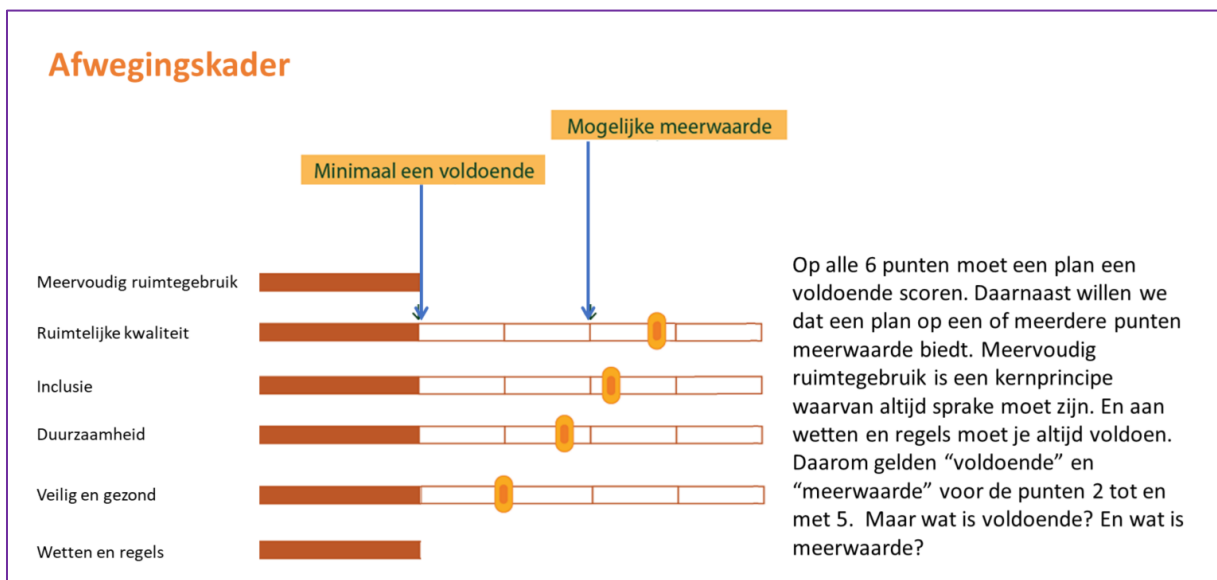 Afwegingskader
Mogelijke meerwaarde
Minimaal een voldoende
Meervoudig ruimtegebruik
Ruimtelijke kwaliteit
Inclusie
Duurzaamheid
Veilig en gezond
Wetten en regels
Op alle 6 punten moet een plan een
voldoende scoren. Daarnaast willen we
dat een plan op een of meerdere punten
meerwaarde biedt. Meervoudig
ruimtegebruik is een kernprincipe
waarvan altijd sprake moet zijn. En aan
wetten en regels moet je altijd voldoen.
Daarom gelden “voldoende” en
“meerwaarde” voor de punten 2 tot en
met 5.  Maar wat is voldoende? En wat is
meerwaarde?